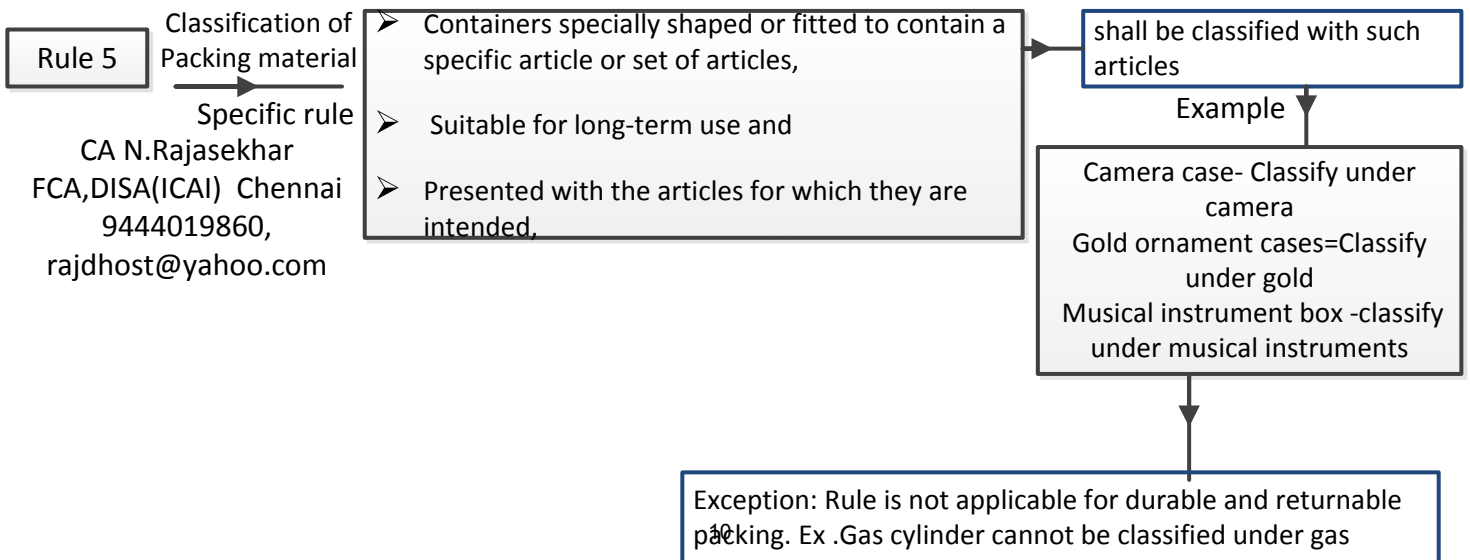 Rule 5
Classification of
Packing material
Specific rule
CA N.Rajasekhar
FCA,DISA(ICAI) Chennai
9444019860,
rajdhost@yahoo.com
➢ Containers specially shaped or fitted to contain a
specific article or set of articles,
➢ Suitable for long-term use and
➢ Presented with the articles for which they are
intended,
shall be classified with such
articles
Example
Camera case- Classify under
camera
Gold ornament cases=Classify
under gold
Musical instrument box -classify
under musical instruments
Exception: Rule is not applicable for durable and returnable
packing. Ex .Gas cylinder cannot be classified under gas
10